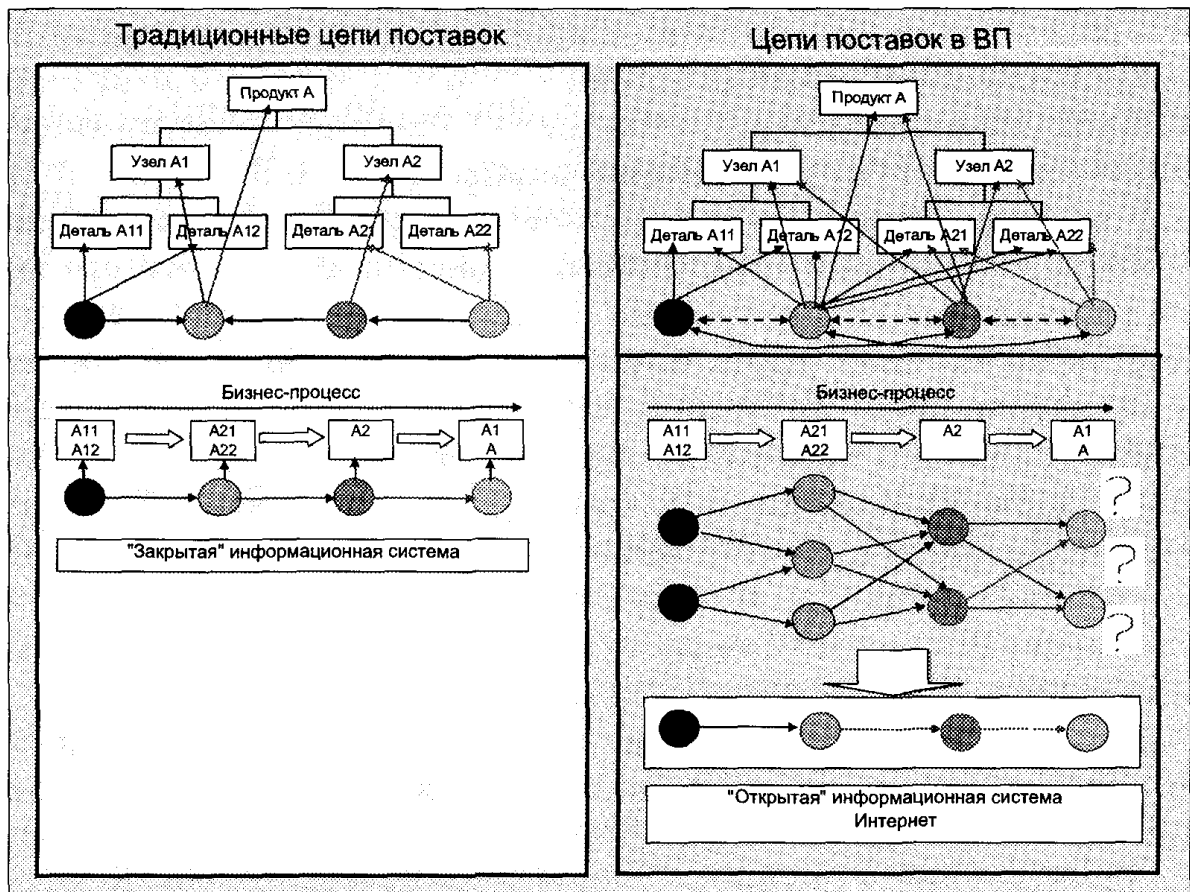 Традиционные цепи поставок
Продукт А
Узел А1
Узел А2
Деталь А11
Деталь А12
Деталь А21
Деталь А22
Бизнес-процесс
А11
А12
А21
А22
А2
А1
А
"Закрытая" информационная система
Цепи поставок в ВП
Продукт А
Узел А1
Узел А2
Деталь А11
Деталь А12
Деталь А21
Деталь А22
Бизнес-процесс
А11
А12
А21
А22
А2
А1
А
?
?
?
"Открытая" информационная система
Интернет